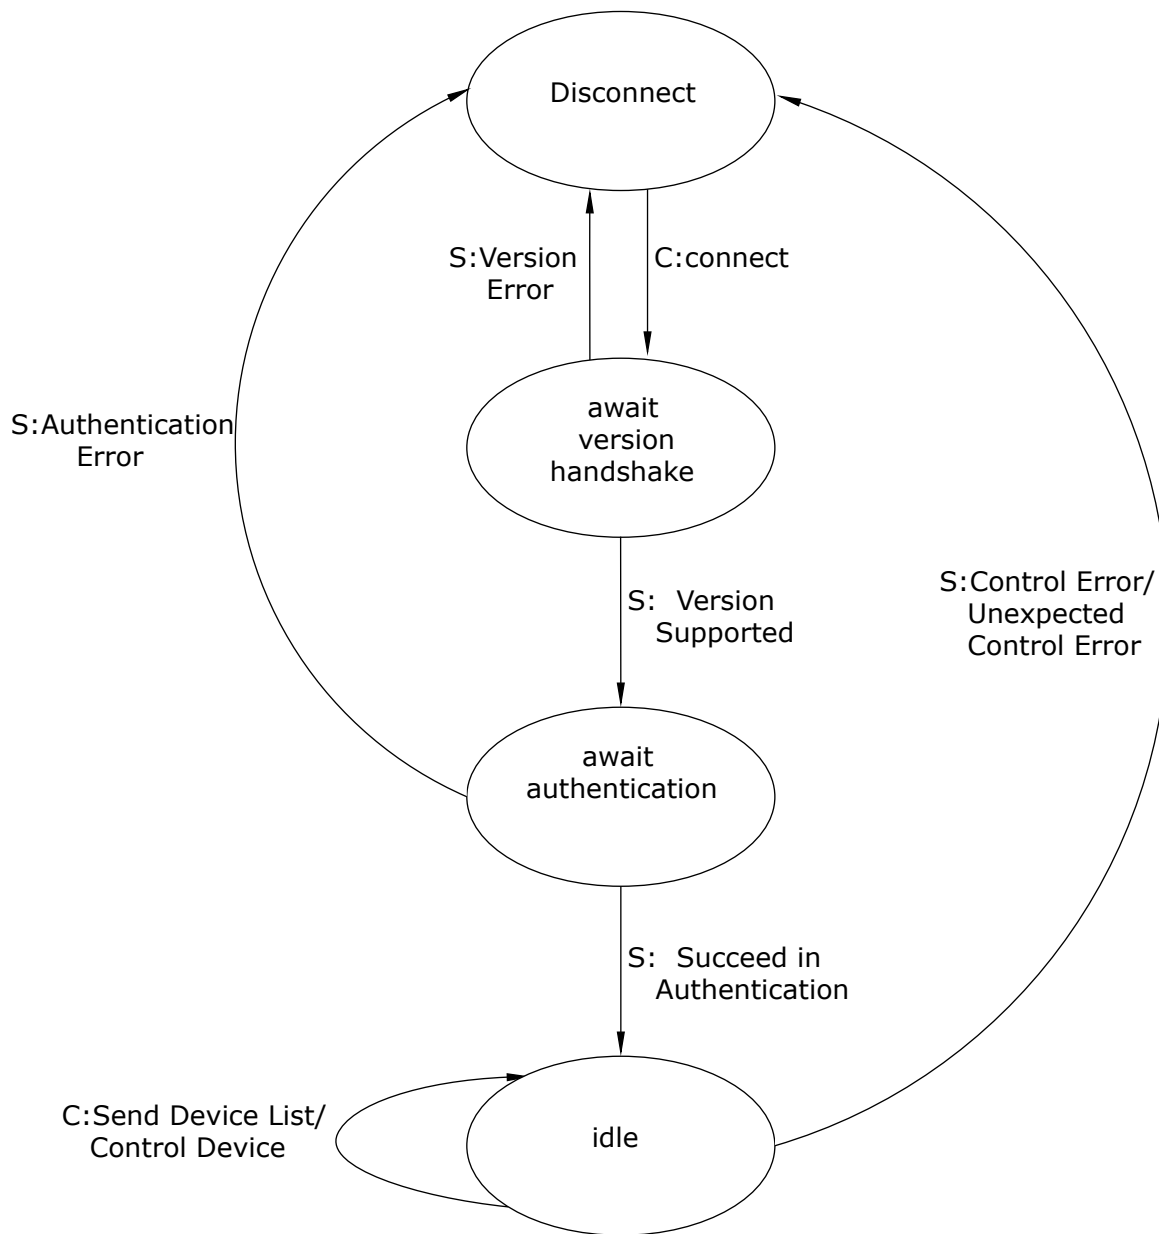 Disconnect
S:Version
Error
C:connect
await
version
handshake
S:Authentication
Error
S: Version
Supported
S:Control Error/
Unexpected
Control Error
await
authentication
S: Succeed in
Authentication
C:Send Device List/
Control Device
idle